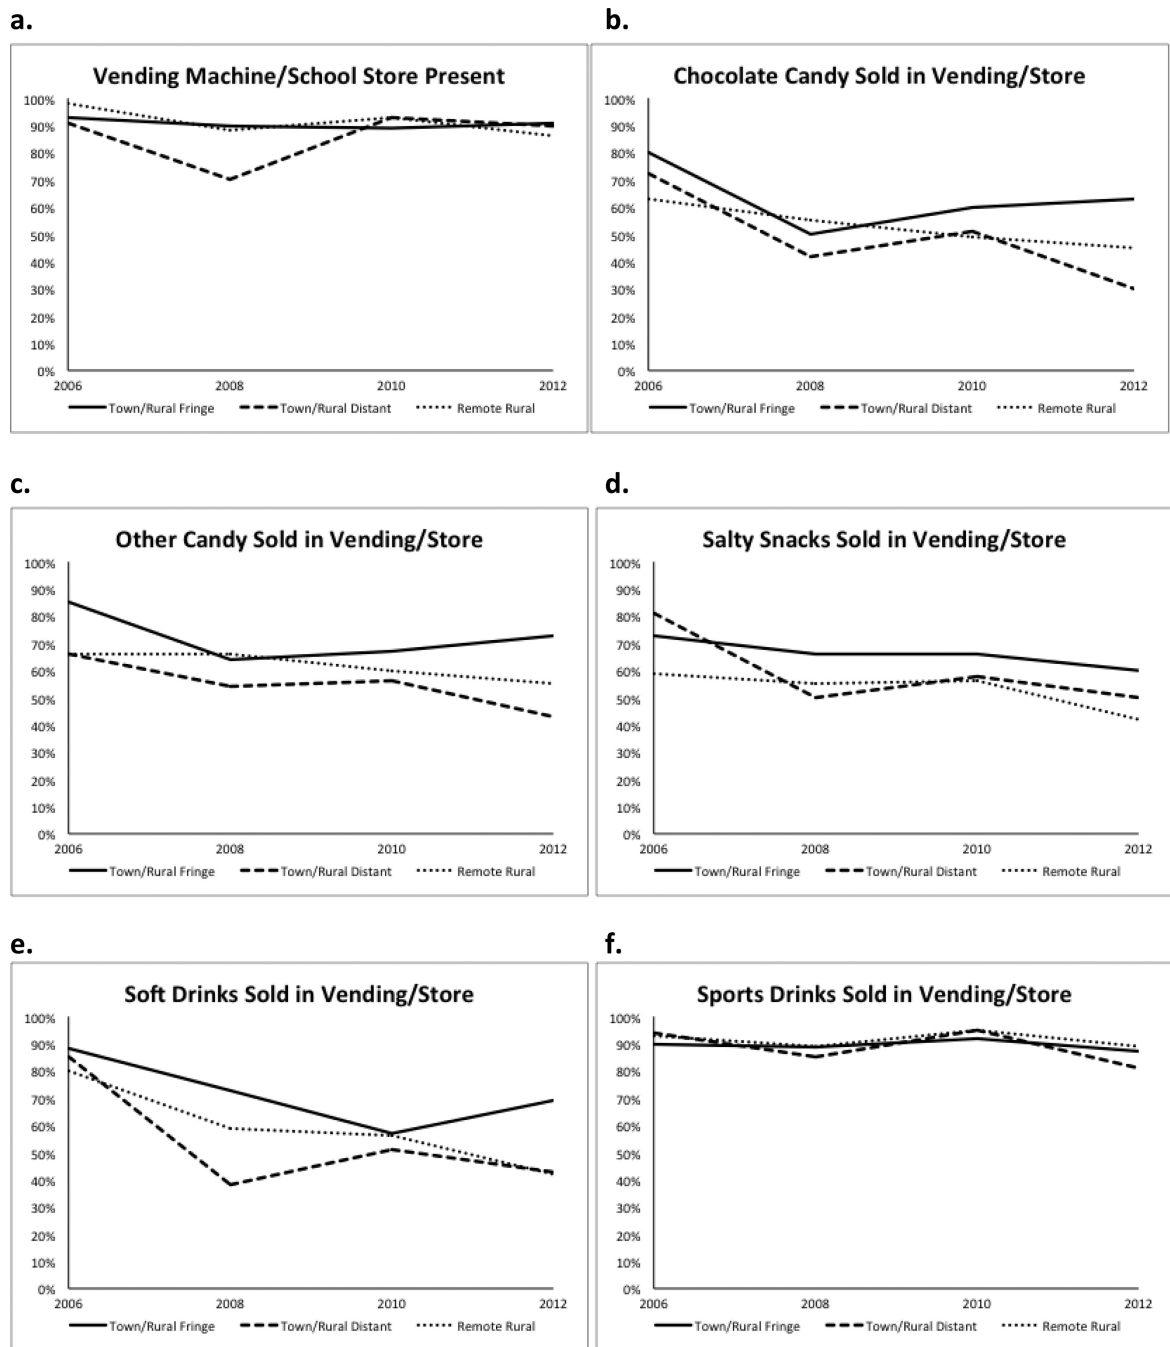 a.
Vending Machine/School Store Present
100%
90%
80%
70%
60%
50%
40%
30%
20%
10%
0%
2006 2008 2010 2012
Town/Rural Fringe Town/Rural Distant Remote Rural
b.
Chocolate Candy Sold in Vending/Store
100%
90%
80%
70%
60%
50%
40%
30%
20%
10%
0%
2006 2008 2010 2012
Town/Rural Fringe Town/Rural Distant Remote Rural
c.
Other Candy Sold in Vending/Store
100%
90%
80%
70%
60%
50%
40%
30%
20%
10%
0%
2006 2008 2010 2012
Town/Rural Fringe Town/Rural Distant Remote Rural
d.
Salty Snacks Sold in Vending/Store
100%
90%
80%
70%
60%
50%
40%
30%
20%
10%
0%
2006 2008 2010 2012
Town/Rural Fringe Town/Rural Distant Remote Rural
e.
Soft Drinks Sold in Vending/Store
100%
90%
80%
70%
60%
50%
40%
30%
20%
10%
0%
2006 2008 2010 2012
Town/Rural Fringe Town/Rural Distant Remote Rural
f.
Sports Drinks Sold in Vending/Store
100%
90%
80%
70%
60%
50%
40%
30%
20%
10%
0%
2006 2008 2010 2012
Town/Rural Fringe Town/Rural Distant Remote Rural